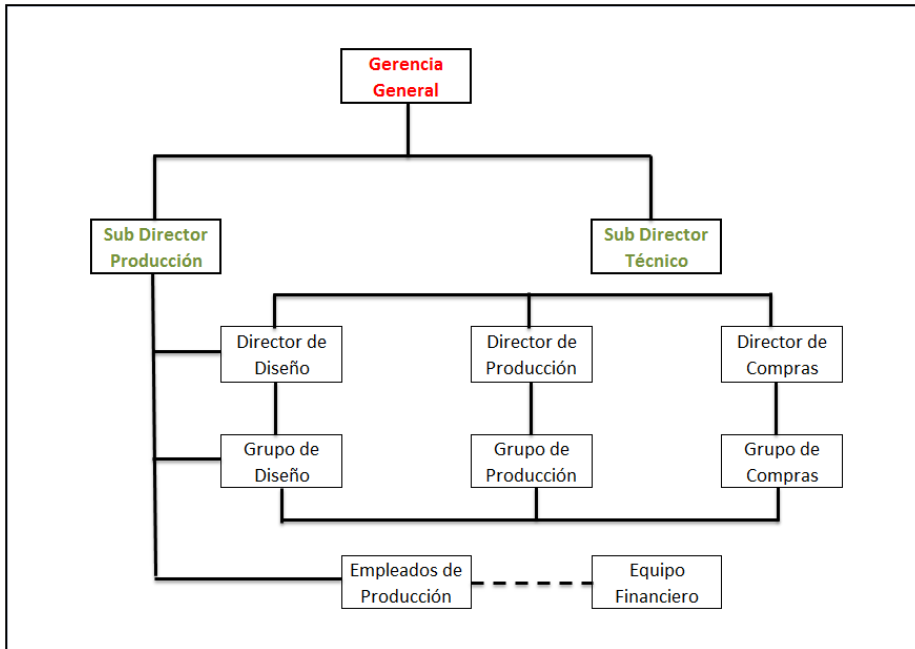 Gerencia
General
Sub Director
Producción
Sub Director
Técnico
Director de
Diseño
Director de
Producción
Director de
Compras
Grupo de
Diseño
Grupo de
Producción
Grupo de
Compras
Empleados de
Producción
Equipo
Financiero